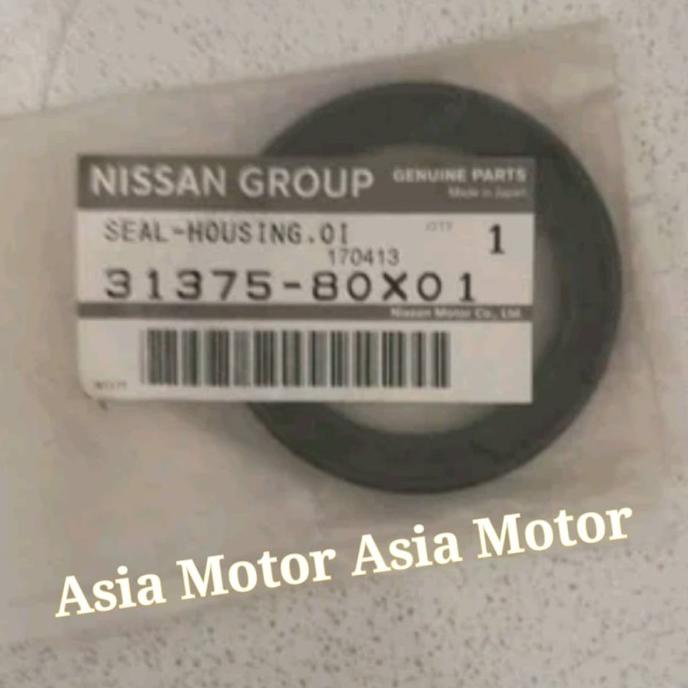 NISSAN GROUP GENUINE PARTS
Made in Japan
SEAL-HOUSING.OI QTY 1
170413
31375-80X01
Nissan Motor Co., Ltd.
Asia Motor Asia Motor